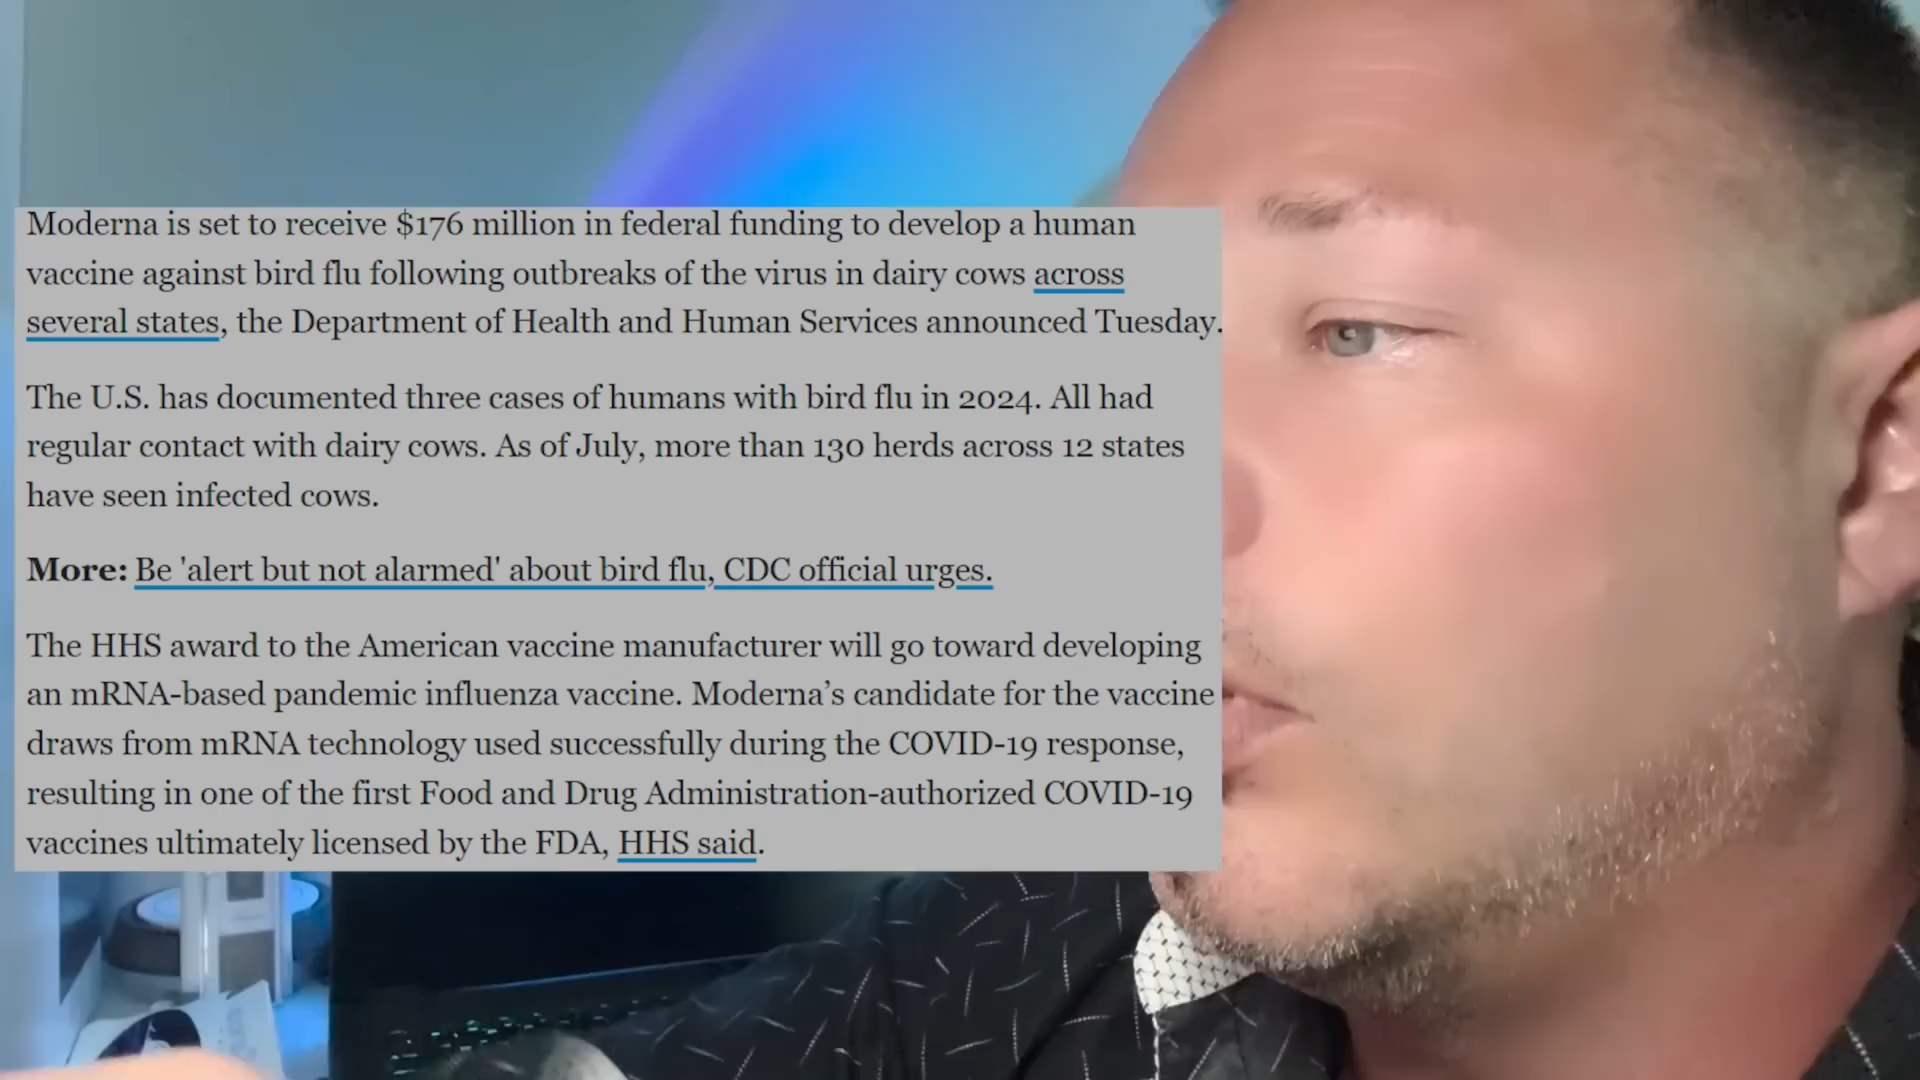 Moderna is set to receive $176 million in federal funding to develop a human
vaccine against bird flu following outbreaks of the virus in dairy cows across
several states, the Department of Health and Human Services announced Tuesday.
The U.S. has documented three cases of humans with bird flu in 2024. All had
regular contact with dairy cows. As of July, more than 130 herds across 12 states
have seen infected cows.
More: Be 'alert but not alarmed' about bird flu, CDC official urges.
The HHS award to the American vaccine manufacturer will go toward developing
an mRNA-based pandemic influenza vaccine. Moderna’s candidate for the vaccine
draws from mRNA technology used successfully during the COVID-19 response,
resulting in one of the first Food and Drug Administration-authorized COVID-19
vaccines ultimately licensed by the FDA, HHS said.